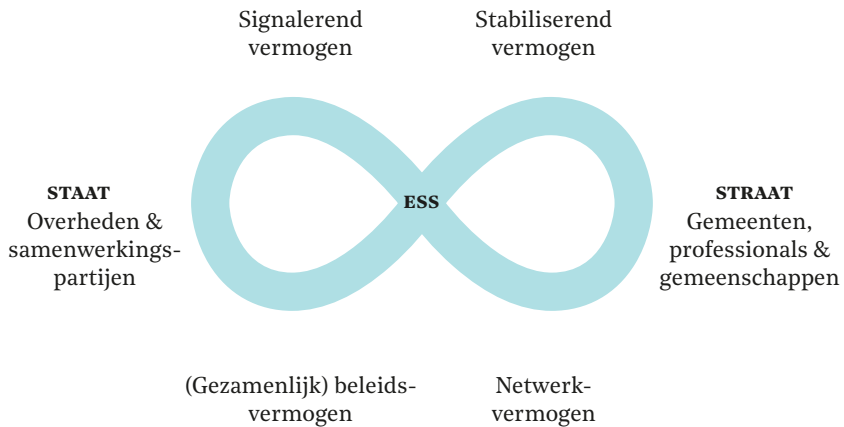 Signalerend
vermogen
Stabiliserend
vermogen
STAAT
Overheden &
samenwerkings-
partijen
ESS
STRAAT
Gemeenten,
professionals &
gemeenschappen
(Gezamenlijk) beleids-
vermogen
Netwerk-
vermogen